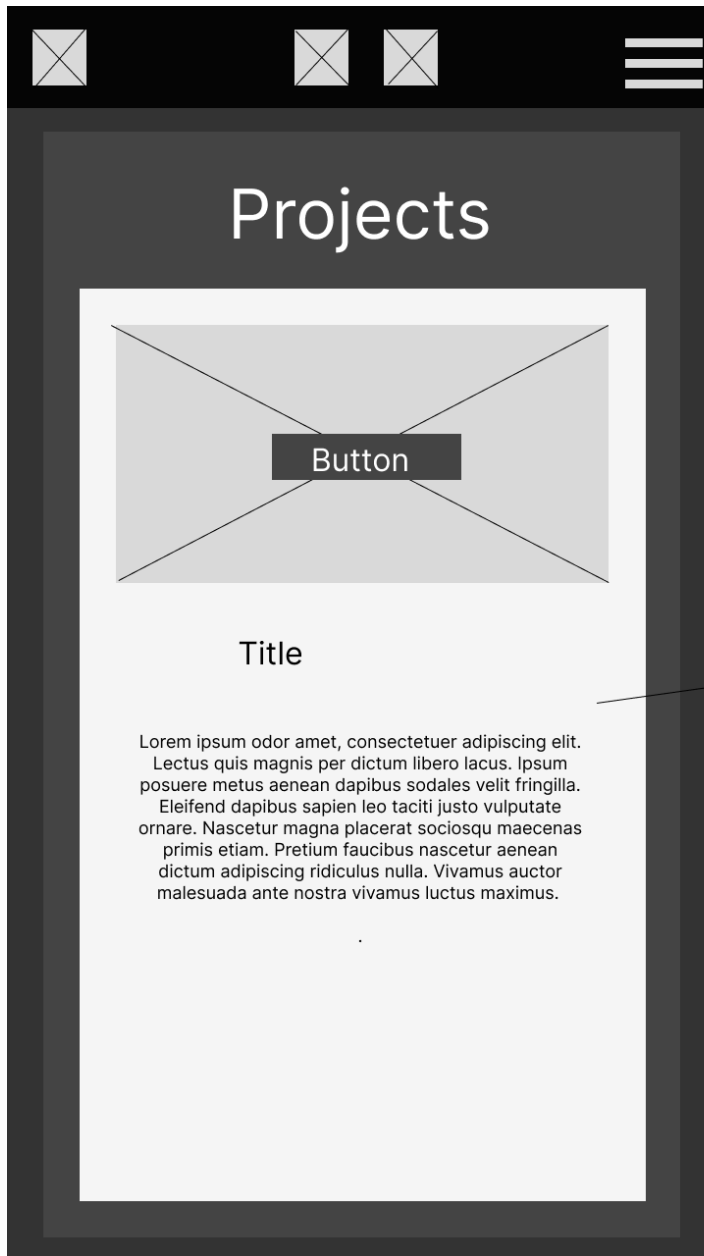 Projects
Button
Title
Lorem ipsum odor amet, consectetuer adipiscing elit.
Lectus quis magnis per dictum libero lacus. Ipsum
posuere metus aenean dapibus sodales velit fringilla.
Eleifend dapibus sapien leo taciti justo vulputate
ornare. Nascetur magna placerat sociosqu maecenas
primis etiam. Pretium faucibus nascetur aenean
dictum adipiscing ridiculus nulla. Vivamus auctor
malesuada ante nostra vivamus luctus maximus.
.